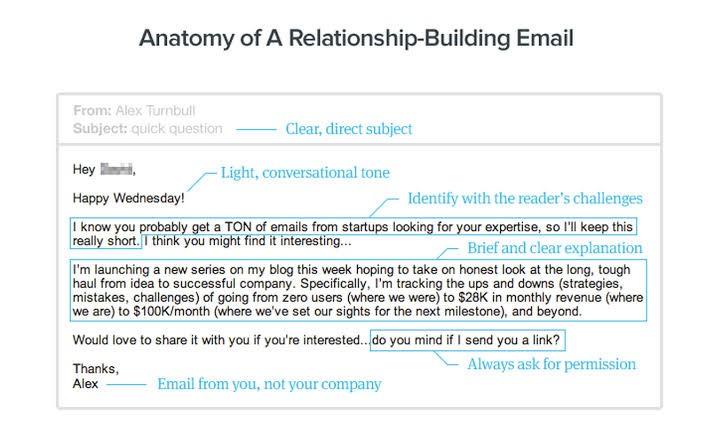 Anatomy of A Relationship-Building Email
From: Alex Turnbull
Subject: quick question
Clear, direct subject
Hey ,
Light, conversational tone
Happy Wednesday!
Identify with the reader's challenges
I know you probably get a TON of emails from startups looking for your expertise, so I'll keep this
really short. I think you might find it interesting...
Brief and clear explanation
I'm launching a new series on my blog this week hoping to take on honest look at the long, tough
haul from idea to successful company. Specifically, I'm tracking the ups and downs (strategies,
mistakes, challenges) of going from zero users (where we were) to $28K in monthly revenue (where
we are) to $100K/month (where we've set our sights for the next milestone), and beyond.
Would love to share it with you if you're interested...do you mind if I send you a link?
Always ask for permission
Thanks,
Alex
Email from you, not your company